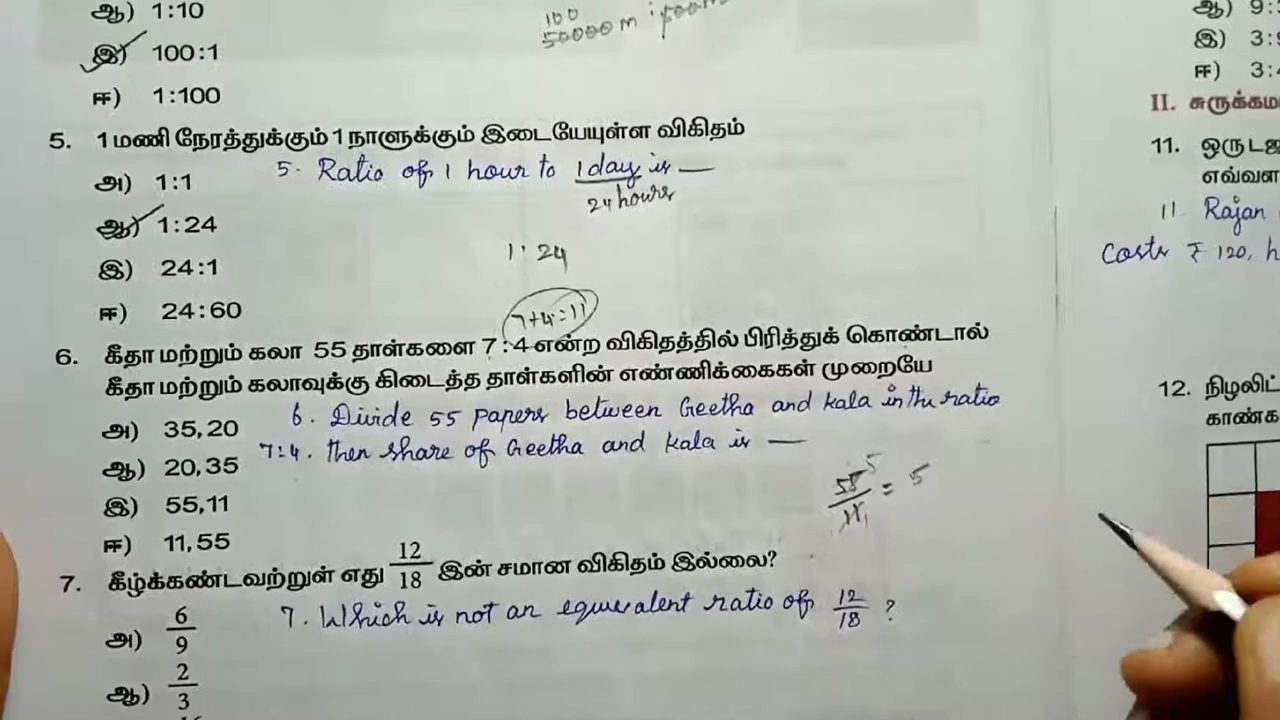 ஆ) 1:10
இ) 100:1
ஈ) 1:100
100
50000m : 500m
5. 1 மணி நேரத்துக்கும் 1 நாளுக்கும் இடையேயுள்ள விகிதம்
5. Ratio of 1 hour to 1 day is —
24 hours
அ) 1:1
ஆ) 1:24
இ) 24:1
ஈ) 24:60
1:24
7+4=11
6. கீதா மற்றும் கலா 55 தாள்களை 7:4 என்ற விகிதத்தில் பிரித்துக் கொண்டால்
கீதா மற்றும் கலாவுக்கு கிடைத்த தாள்களின் எண்ணிக்கைகள் முறையே
6. Divide 55 papers between Geetha and Kala in the ratio
7:4. then share of Geetha and Kala is —
அ) 35,20
ஆ) 20,35
இ) 55,11
ஈ) 11,55
55/11 = 5
7. கீழ்க்கண்டவற்றுள் எது 12/18 இன் சமான விகிதம் இல்லை?
7. Which is not an equivalent ratio of 12/18 ?
அ) 6/9
ஆ) 2/3
ஆ) 9:
இ) 3:
ஈ) 3:
II. சுருக்கம
11. ஒரு டஜ
எவ்வள
11. Rajan
Costs ₹ 120, h
12. நிழலிட்
காண்க